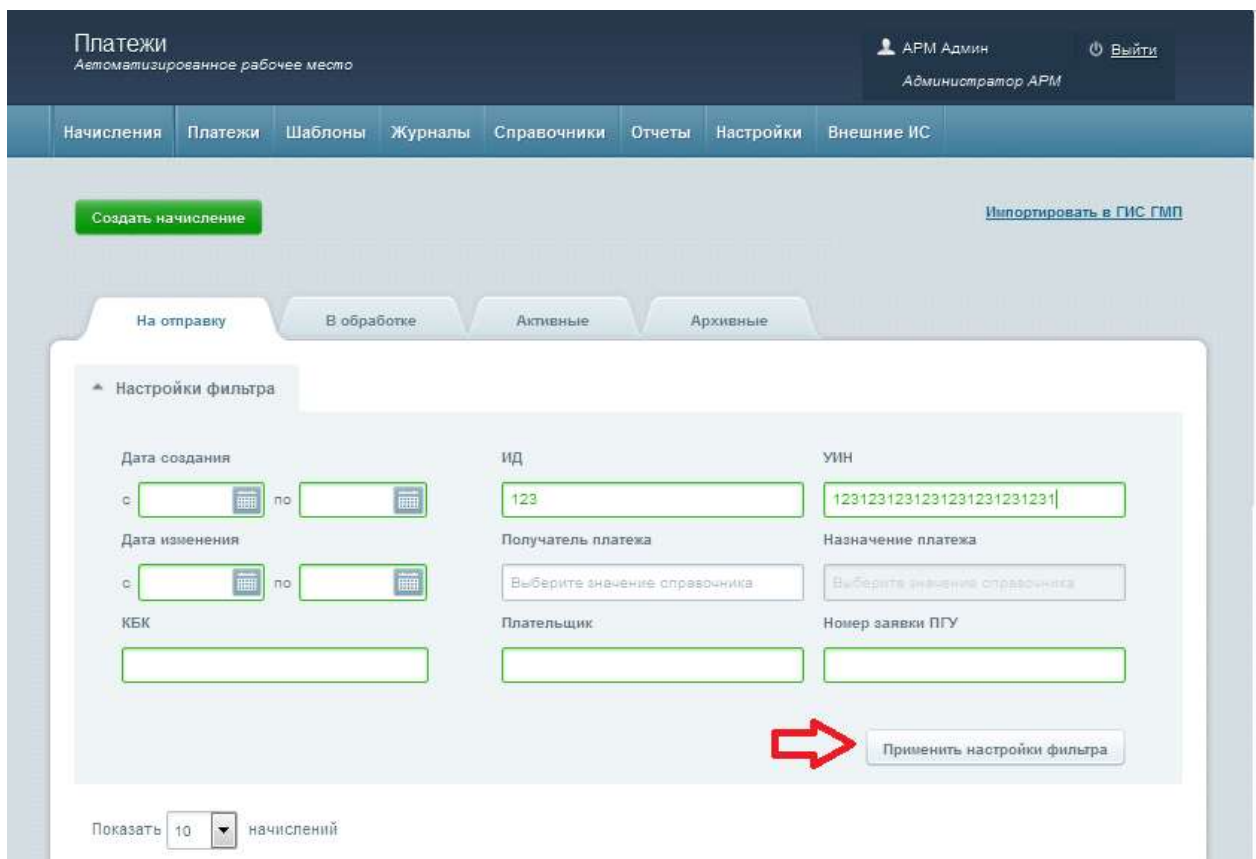 Платежи
Автоматизированное рабочее место
АРМ Админ
Выйти
Администратор АРМ
Начисления Платежи Шаблоны Журналы Справочники Отчеты Настройки Внешние ИС
Создать начисление
Импортировать в ГИС ГМП
На отправку В обработке Активные Архивные
Настройки фильтра
Дата создания ИД УИН
с по 123 1231231231231231231231231
Дата изменения Получатель платежа Назначение платежа
с по Выберите значение справочника Выберите значение справочника
КБК Плательщик Номер заявки ПГУ
Применить настройки фильтра
Показать 10 начислений